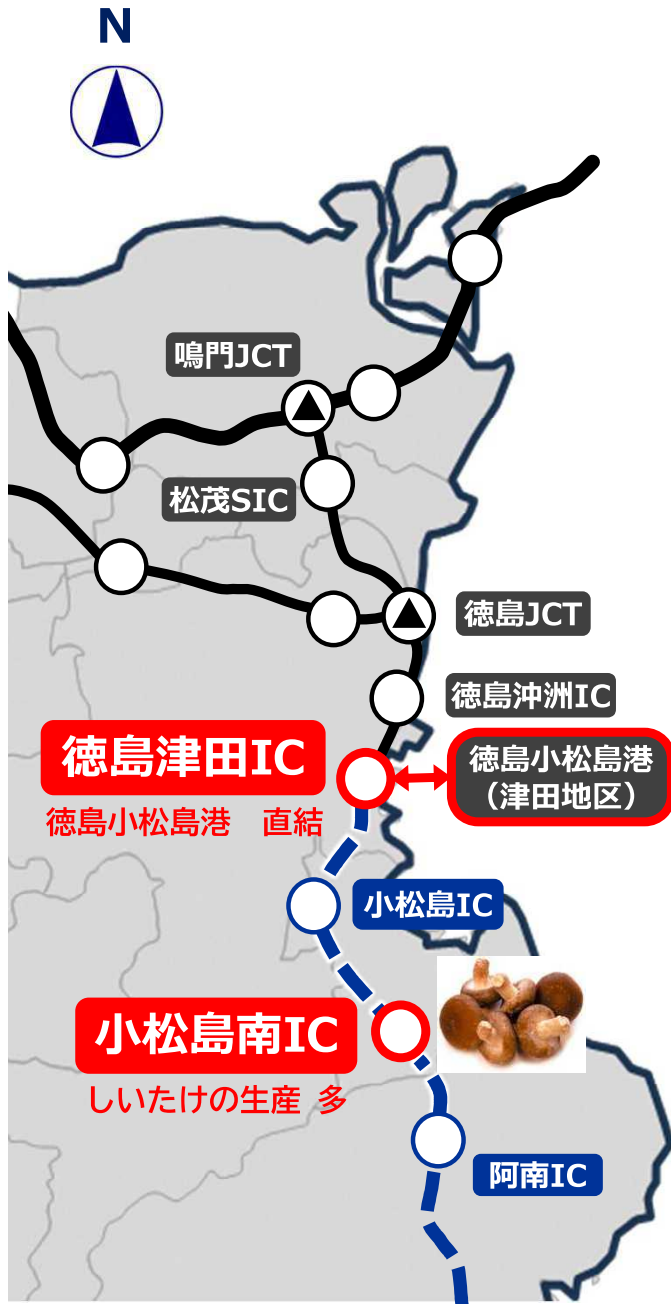 N
鳴門JCT
松茂SIC
徳島JCT
徳島沖洲IC
徳島津田IC
徳島小松島港　直結
徳島小松島港
（津田地区）
小松島IC
小松島南IC
しいたけの生産 多
阿南IC